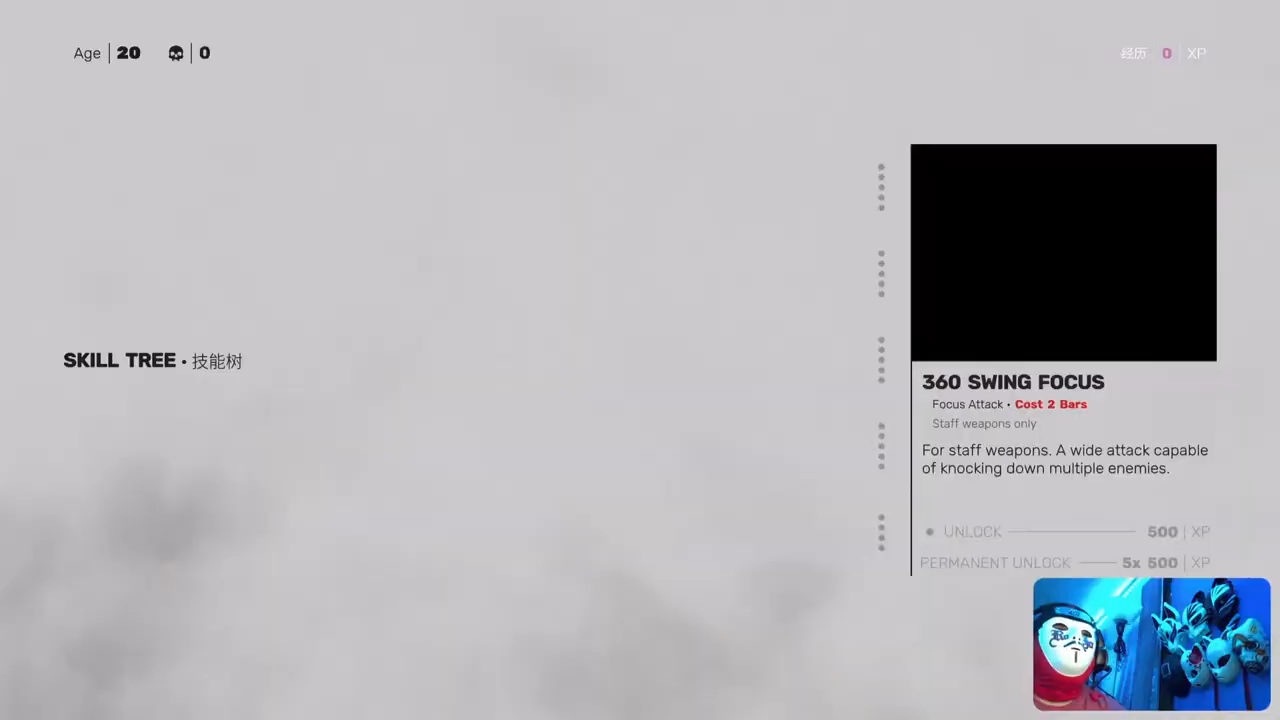 Age 20 0
经历 0 XP
SKILL TREE • 技能树
360 SWING FOCUS
Focus Attack • Cost 2 Bars
Staff weapons only
For staff weapons. A wide attack capable
of knocking down multiple enemies.
UNLOCK 500 | XP
PERMANENT UNLOCK 5x 500 | XP